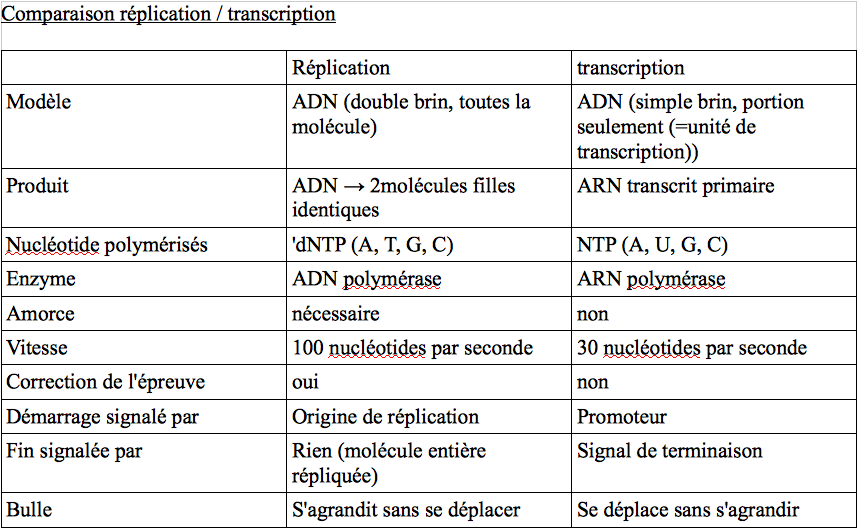 Comparaison réplication / transcription
Réplication transcription
Modèle ADN (double brin, toutes la ADN (simple brin, portion
molécule) seulement (=unité de
transcription))
Produit ADN → 2molécules filles ARN transcrit primaire
identiques
Nucléotide polymérisés 'dNTP (A, T, G, C) NTP (A, U, G, C)
Enzyme ADN polymérase ARN polymérase
Amorce nécessaire non
Vitesse 100 nucléotides par seconde 30 nucléotides par seconde
Correction de l'épreuve oui non
Démarrage signalé par Origine de réplication Promoteur
Fin signalée par Rien (molécule entière Signal de terminaison
répliquée)
Bulle S'agrandit sans se déplacer Se déplace sans s'agrandir